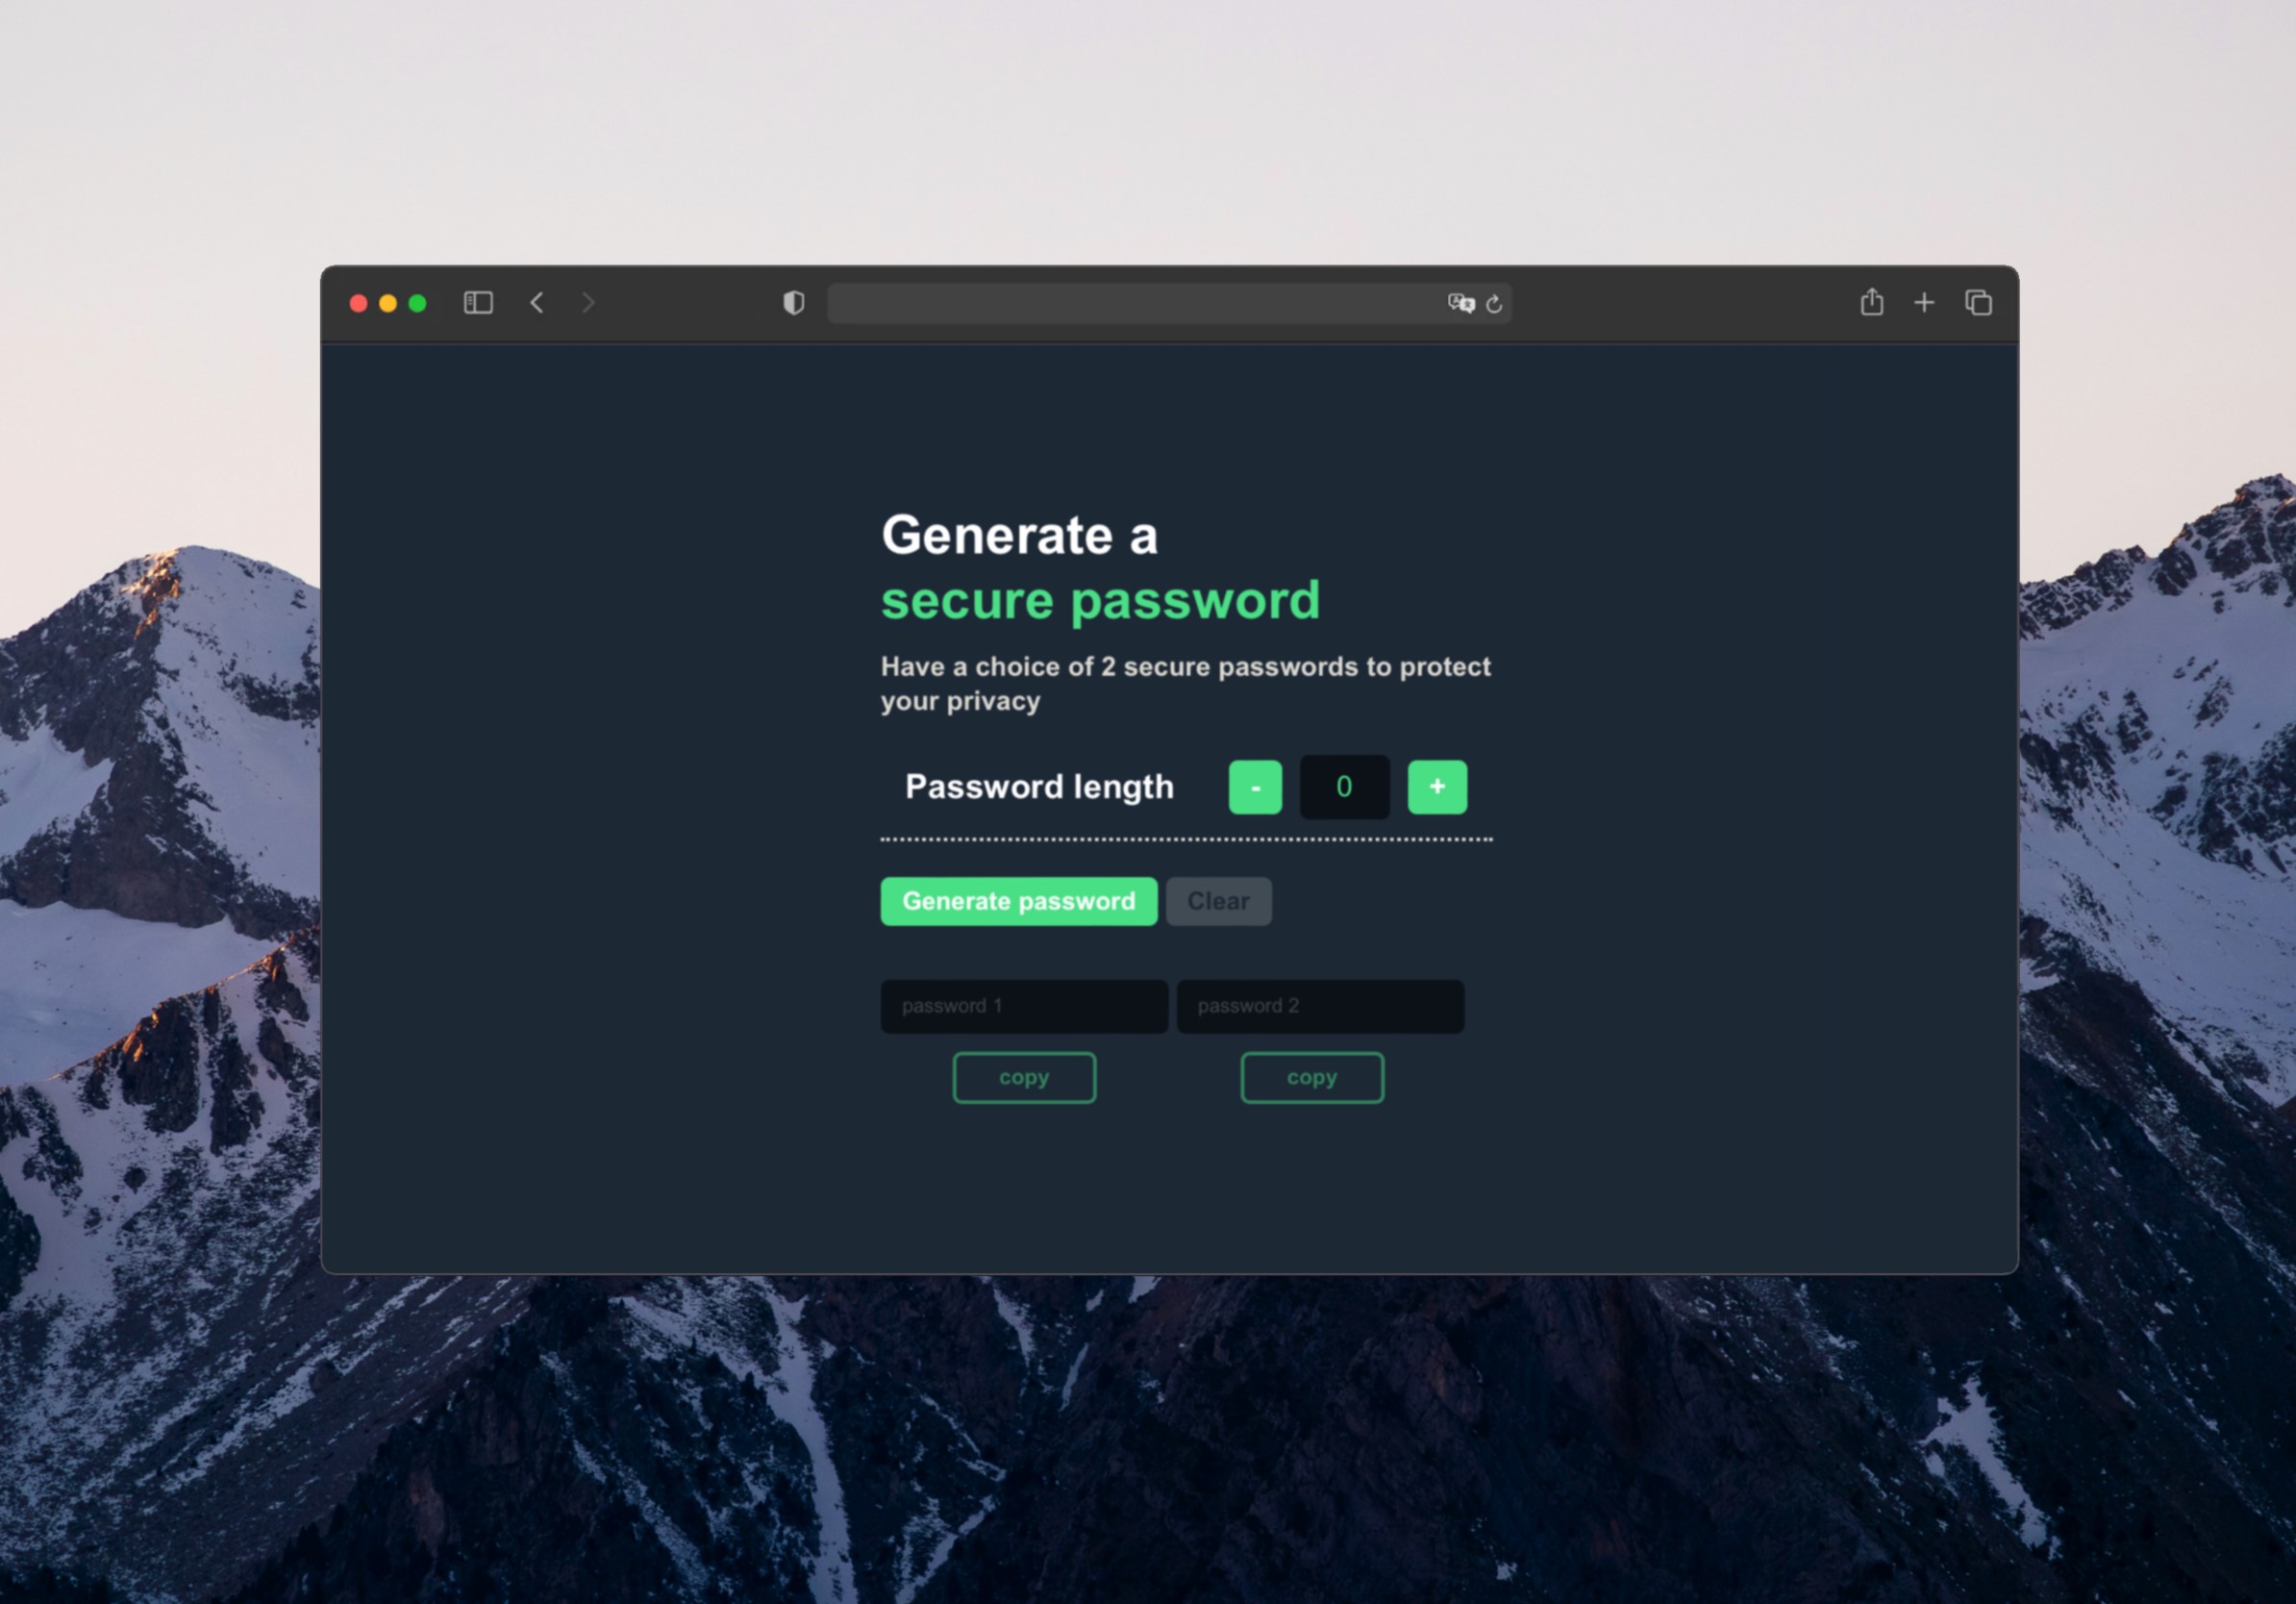 Generate a
secure password
Have a choice of 2 secure passwords to protect
your privacy
Password length - 0 +
Generate password Clear
password 1 password 2
copy copy